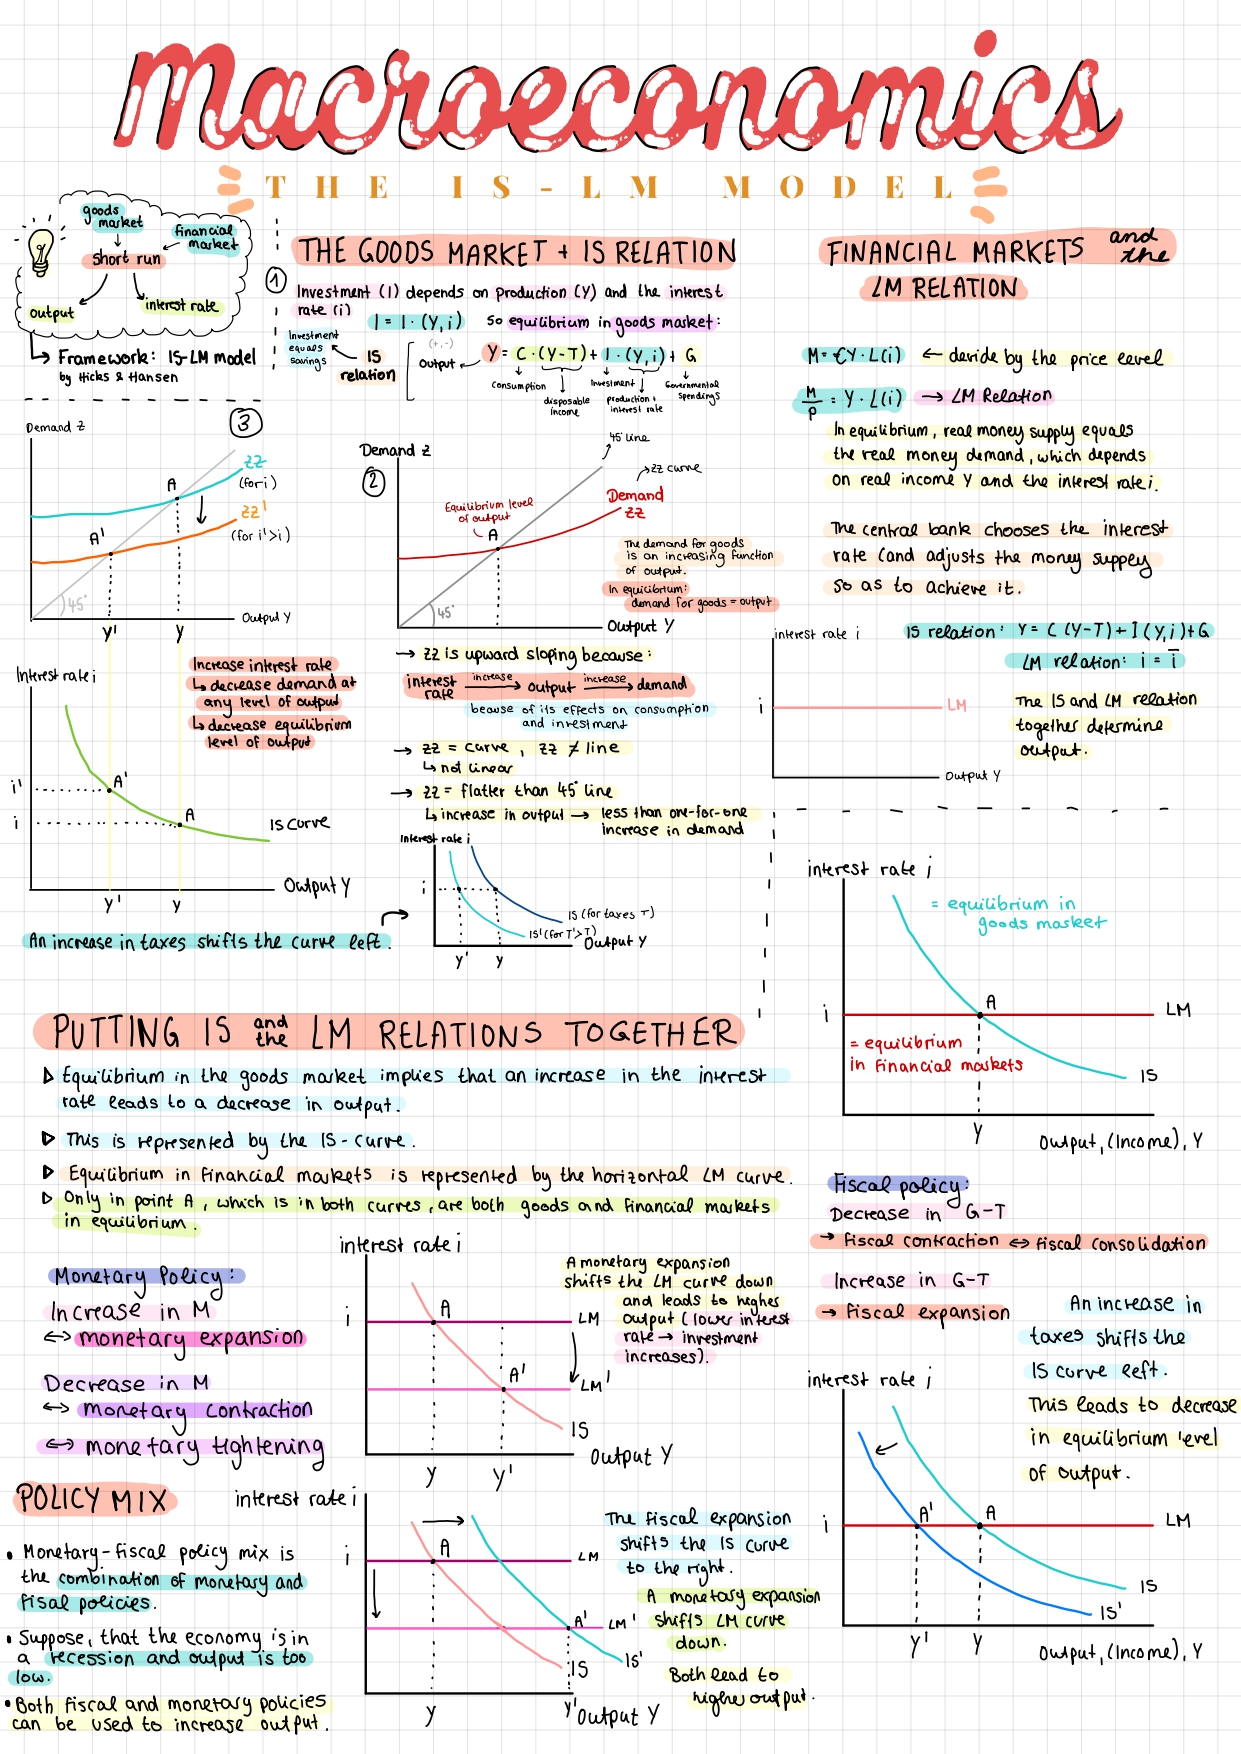 Macroeconomics
THE IS-LM MODEL
goods market
financial market
Short run
output
interest rate
Framework: IS-LM model
by Hicks & Hansen
THE GOODS MARKET + IS RELATION
1
Investment (I) depends on production (Y) and the interest
rate (i)
I = I · (Y, i)
So equilibrium in goods market:
(+, -)
Investment
equals
savings
IS
relation
Output
Y = C · (Y-T) + I · (Y, i) + G
Consumption
disposable
income
Investment
production +
interest rate
Governmental
Spendings
3
Demand Z
ZZ
(for i)
A
ZZ'
(for i'>i)
A'
45°
Output Y
Y'
Y
Interest rate i
Increase interest rate
↳ decrease demand at
any level of output
↳ decrease equilibrium
level of output
i'
A'
i
A
IS curve
Output Y
Y'
Y
An increase in taxes shifts the curve left.
2
Demand Z
45° line
ZZ curve
Demand
ZZ
Equilibrium level
of output
A
The demand for goods
is an increasing function
of output.
In equilibrium:
demand for goods = output
45°
Output Y
→ ZZ is upward sloping because:
interest
rate
increase
→ output
increase
→ demand
because of its effects on consumption
and investment
→ ZZ = curve, ZZ ≠ line
↳ not linear
→ ZZ = flatter than 45° line
↳ increase in output → less than one-for-one
increase in demand
Interest rate i
i
IS (for taxes T)
IS' (for T'>T)
Output Y
Y'
Y
FINANCIAL MARKETS and the
LM RELATION
M = €Y · L(i) ← devide by the price level
M/P = Y · L(i) → LM Relation
In equilibrium, real money supply equals
the real money demand, which depends
on real income Y and the interest rate i.
The central bank chooses the interest
rate (and adjusts the money supply
so as to achieve it.
interest rate i
IS relation: Y = C (Y-T) + I (Y, i) + G
LM relation: i = i̅
i
LM
The IS and LM relation
together determine
output.
Output Y
interest rate i
= equilibrium in
goods market
A
i
LM
= equilibrium
in financial markets
IS
Y
Output, (Income), Y
PUTTING IS and the LM RELATIONS TOGETHER
Equilibrium in the goods market implies that an increase in the interest
rate leads to a decrease in output.
This is represented by the IS-curve.
Equilibrium in financial markets is represented by the horizontal LM curve.
Only in point A, which is in both curves, are both goods and financial markets
in equilibrium.
Monetary Policy:
Increase in M
↔ monetary expansion
Decrease in M
↔ monetary contraction
↔ monetary tightening
interest rate i
i
A
LM
A'
LM'
IS
Output Y
Y
Y'
A monetary expansion
shifts the LM curve down
and leads to higher
output (lower interest
rate → investment
increases).
Fiscal policy:
Decrease in G-T
→ fiscal contraction ⇔ fiscal consolidation
Increase in G-T
→ fiscal expansion
An increase in
taxes shifts the
IS curve left.
This leads to decrease
in equilibrium level
of output.
interest rate i
i
A'
A
LM
IS
IS'
Y'
Y
Output, (Income), Y
POLICY MIX
• Monetary-fiscal policy mix is
the combination of monetary and
fisal policies.
• Suppose, that the economy is in
a recession and output is too
low.
• Both fiscal and monetary policies
can be used to increase output.
interest rate i
i
A
LM
A'
LM'
IS
IS'
Y
Y'
Output Y
The fiscal expansion
shifts the IS curve
to the right.
A monetary expansion
shifts LM curve
down.
Both lead to
higher output.